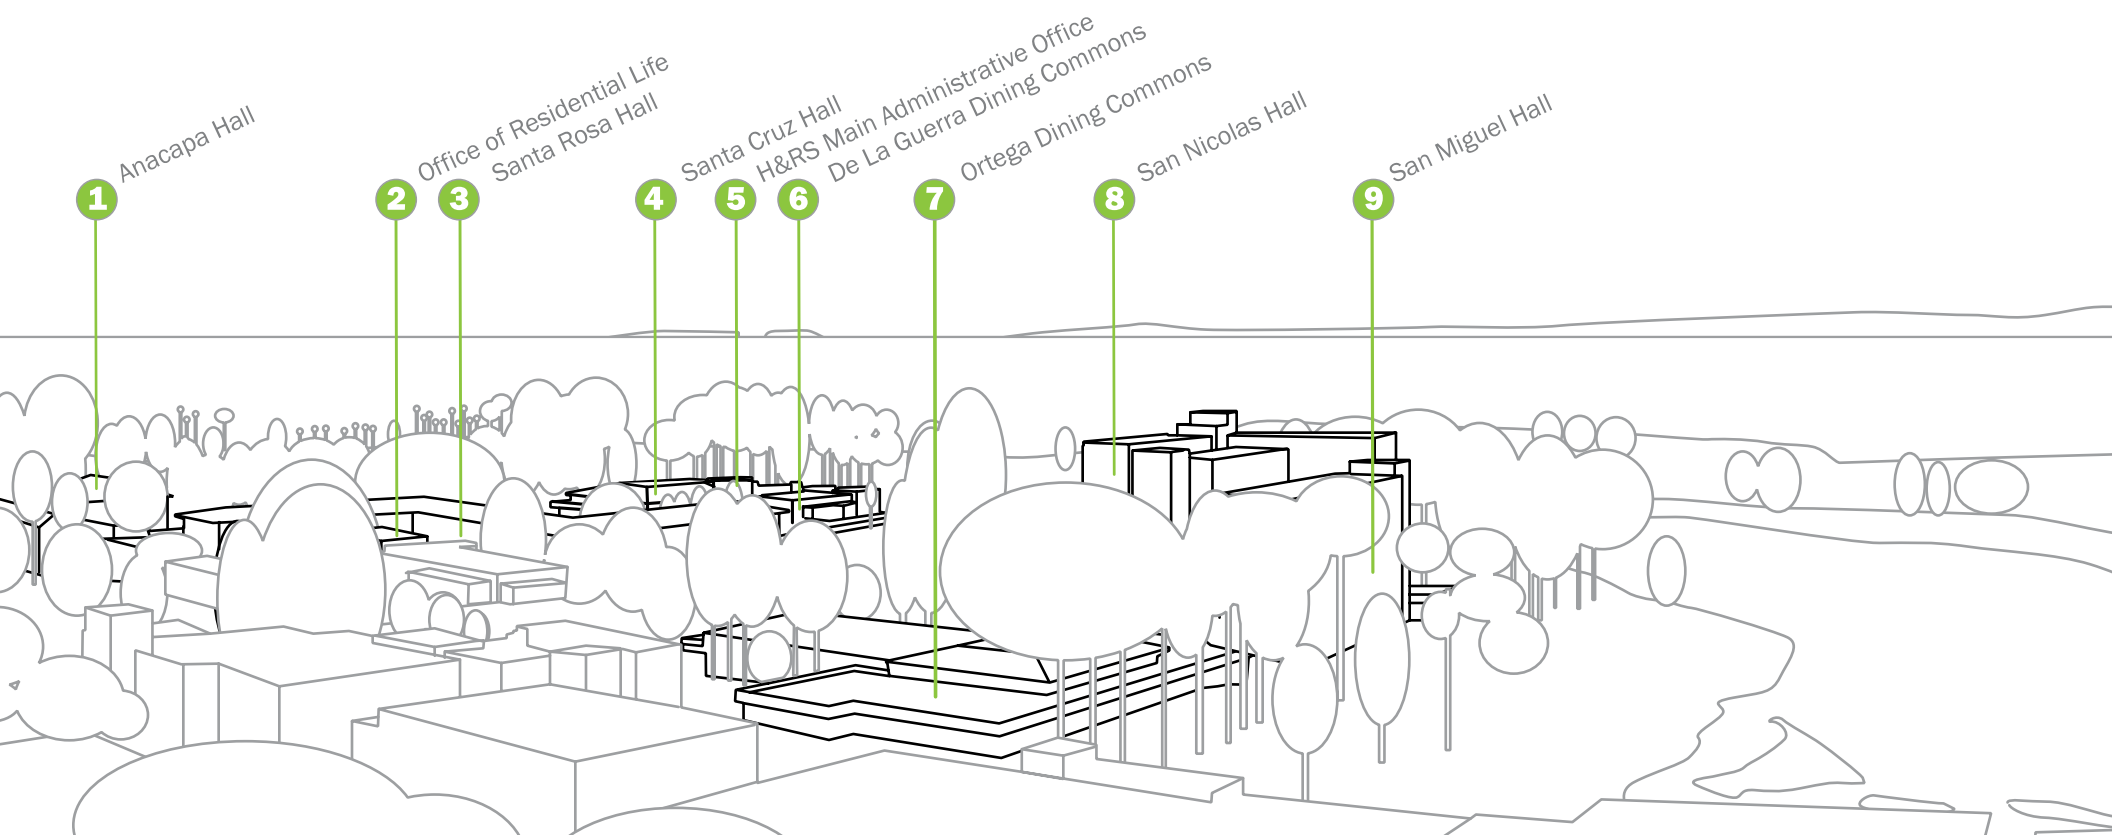 1 Anacapa Hall
2 Office of Residential Life
3 Santa Rosa Hall
4 Santa Cruz Hall
5 H&RS Main Administrative Office
6 De La Guerra Dining Commons
7 Ortega Dining Commons
8 San Nicolas Hall
9 San Miguel Hall